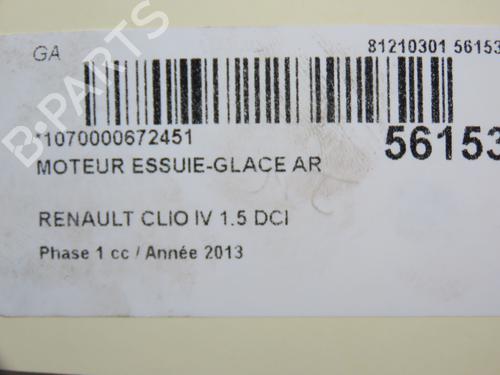 GA
81210301 56153
*1070000672451
56153
MOTEUR ESSUIE-GLACE AR
RENAULT CLIO IV 1.5 DCI
Phase 1 cc / Année 2013
B-PARTS